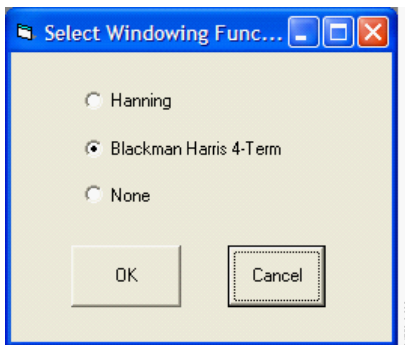 Select Windowing Func...
Hanning
Blackman Harris 4-Term
None
OK
Cancel